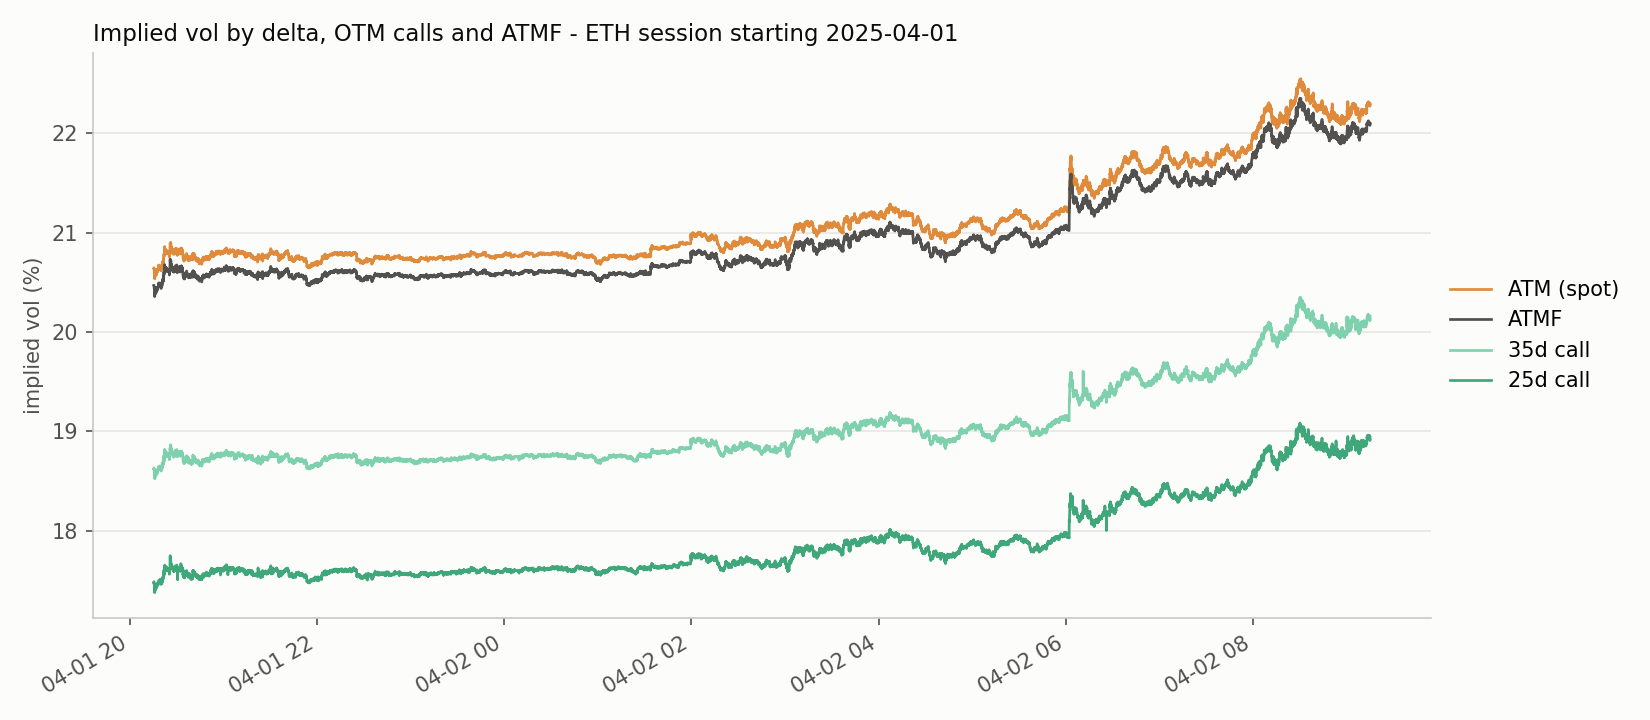 Implied vol by delta, OTM calls and ATMF - ETH session starting 2025-04-01
implied vol (%)
22
21
20
19
18
04-01 20
04-01 22
04-02 00
04-02 02
04-02 04
04-02 06
04-02 08
ATM (spot)
ATMF
35d call
25d call